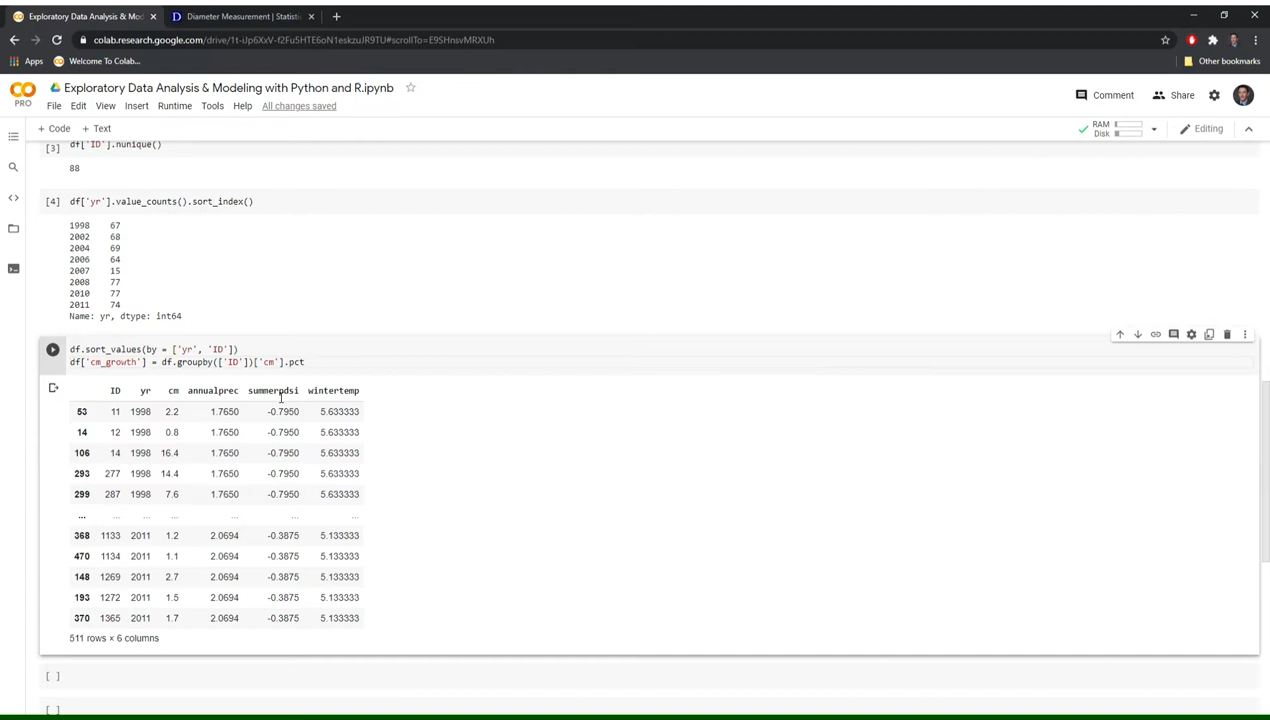 Exploratory Data Analysis & Mod
Diameter Measurement | Statistic
colab.research.google.com/drive/1t-iJp6XxV-f2Fu5HTE6oN1eskzuJR9TU#scrollTo=E9SHnsvMRXUh
Apps
Welcome To Colab...
Other bookmarks
CO
PRO
Exploratory Data Analysis & Modeling with Python and R.ipynb
File Edit View Insert Runtime Tools Help All changes saved
Comment
Share
+ Code + Text
RAM
Disk
Editing
[3] df['ID'].nunique()
88
[4] df['yr'].value_counts().sort_index()
1998 67
2002 68
2004 69
2006 64
2007 15
2008 77
2010 77
2011 74
Name: yr, dtype: int64
df.sort_values(by = ['yr', 'ID'])
df['cm_growth'] = df.groupby(['ID'])['cm'].pct
ID yr cm annualprec summerpdsi wintertemp
53 11 1998 2.2 1.7650 -0.7950 5.633333
14 12 1998 0.8 1.7650 -0.7950 5.633333
106 14 1998 16.4 1.7650 -0.7950 5.633333
293 277 1998 14.4 1.7650 -0.7950 5.633333
299 287 1998 7.6 1.7650 -0.7950 5.633333
... ... ... ... ... ... ...
368 1133 2011 1.2 2.0694 -0.3875 5.133333
470 1134 2011 1.1 2.0694 -0.3875 5.133333
148 1269 2011 2.7 2.0694 -0.3875 5.133333
193 1272 2011 1.5 2.0694 -0.3875 5.133333
370 1365 2011 1.7 2.0694 -0.3875 5.133333
511 rows × 6 columns
[ ]
[ ]